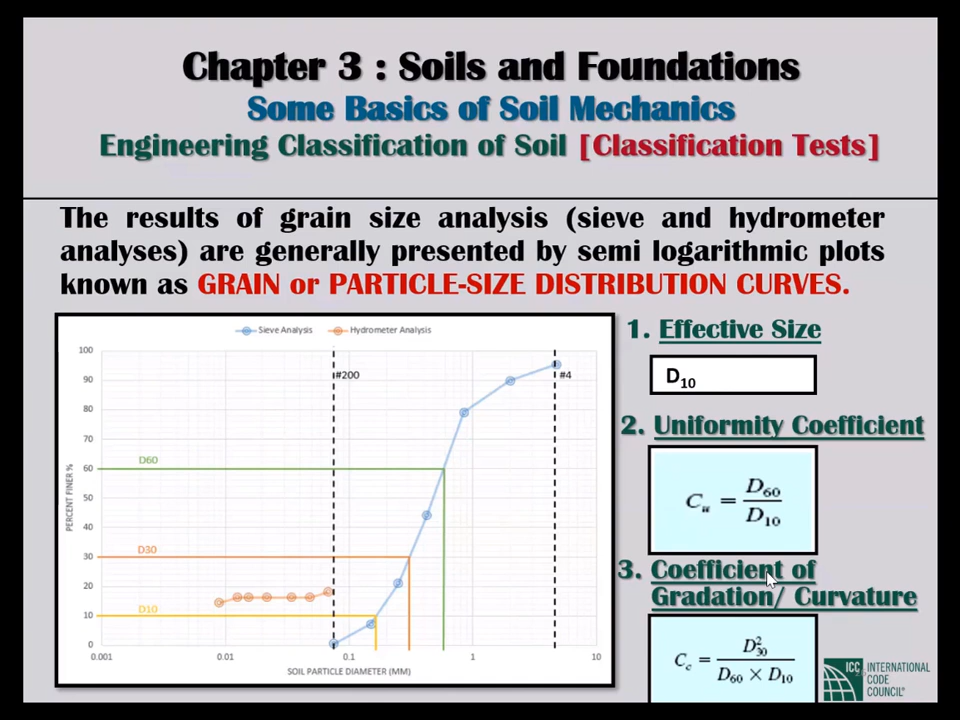 Chapter 3 : Soils and Foundations
Some Basics of Soil Mechanics
Engineering Classification of Soil [Classification Tests]
The results of grain size analysis (sieve and hydrometer
analyses) are generally presented by semi logarithmic plots
known as GRAIN or PARTICLE-SIZE DISTRIBUTION CURVES.
Sieve Analysis Hydrometer Analysis
100
90
80
70
60
50
40
30
20
10
0
PERCENT FINER %
#200
#4
D60
D30
D10
0.001 0.01 0.1 1 10
SOIL PARTICLE DIAMETER (MM)
1. Effective Size
D10
2. Uniformity Coefficient
Cu = D60 / D10
3. Coefficient of
Gradation/ Curvature
Cc = D²30 / D60 × D10
ICC INTERNATIONAL
CODE
COUNCIL®